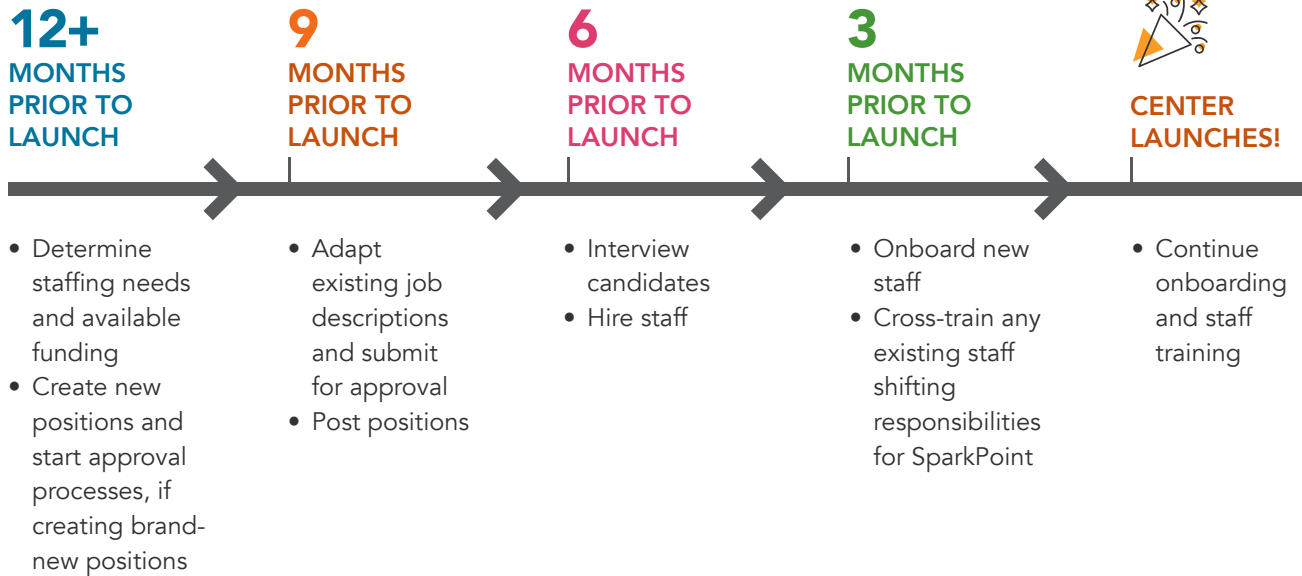 12+
MONTHS
PRIOR TO
LAUNCH
9
MONTHS
PRIOR TO
LAUNCH
6
MONTHS
PRIOR TO
LAUNCH
3
MONTHS
PRIOR TO
LAUNCH
CENTER
LAUNCHES!
• Determine
staffing needs
and available
funding
• Create new
positions and
start approval
processes, if
creating brand-
new positions
• Adapt
existing job
descriptions
and submit
for approval
• Post positions
• Interview
candidates
• Hire staff
• Onboard new
staff
• Cross-train any
existing staff
shifting
responsibilities
for SparkPoint
• Continue
onboarding
and staff
training